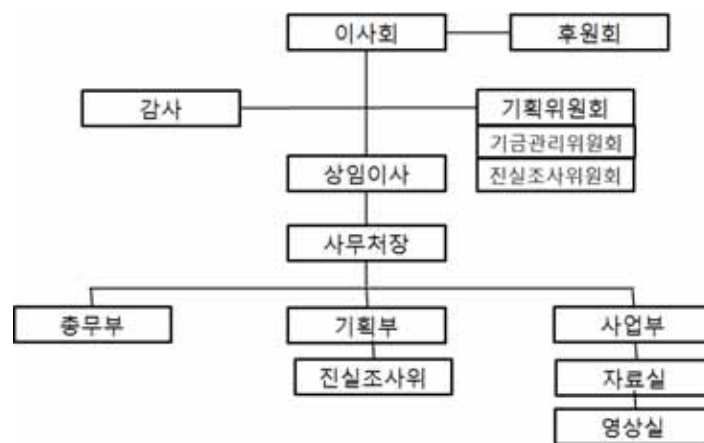 이사회
후원회
감사
기획위원회
기금관리위원회
진실조사위원회
상임이사
사무처장
총무부
기획부
사업부
진실조사위
자료실
영상실